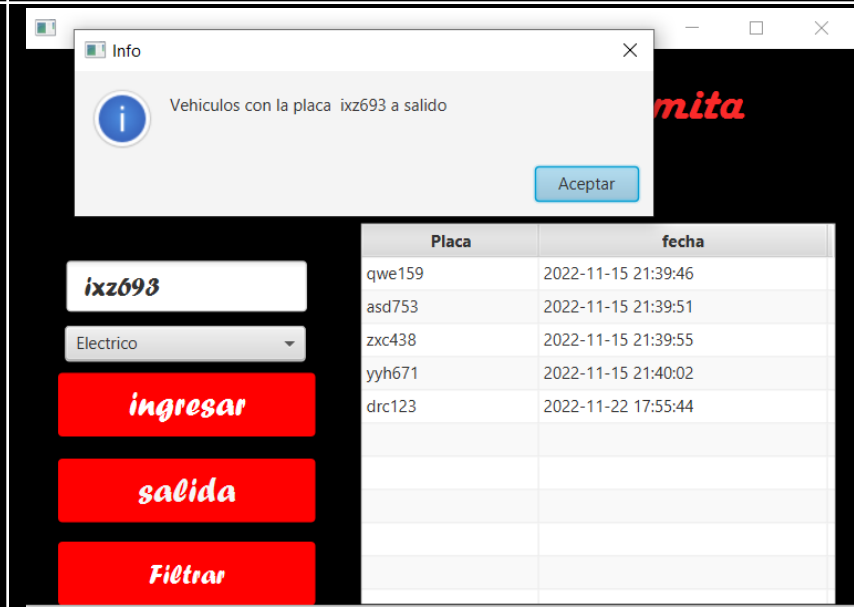 Info
Vehiculos con la placa ixz693 a salido
mita
Aceptar
Placa fecha
ixz693
qwe159 2022-11-15 21:39:46
asd753 2022-11-15 21:39:51
Electrico
zxc438 2022-11-15 21:39:55
yyh671 2022-11-15 21:40:02
ingresar
drc123 2022-11-22 17:55:44
salida
Filtrar